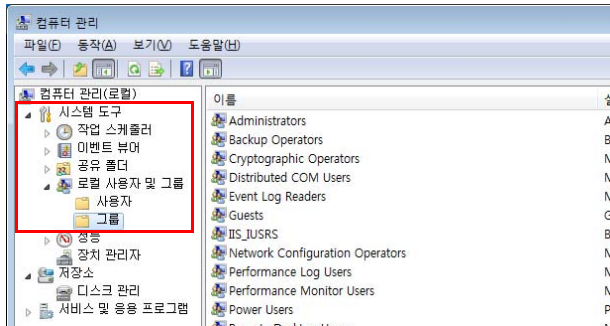 컴퓨터 관리
파일(F) 동작(A) 보기(V) 도움말(H)
컴퓨터 관리(로컬)
시스템 도구
작업 스케줄러
이벤트 뷰어
공유 폴더
로컬 사용자 및 그룹
사용자
그룹
성능
장치 관리자
저장소
디스크 관리
서비스 및 응용 프로그램
이름
Administrators
Backup Operators
Cryptographic Operators
Distributed COM Users
Event Log Readers
Guests
IIS_IUSRS
Network Configuration Operators
Performance Log Users
Performance Monitor Users
Power Users